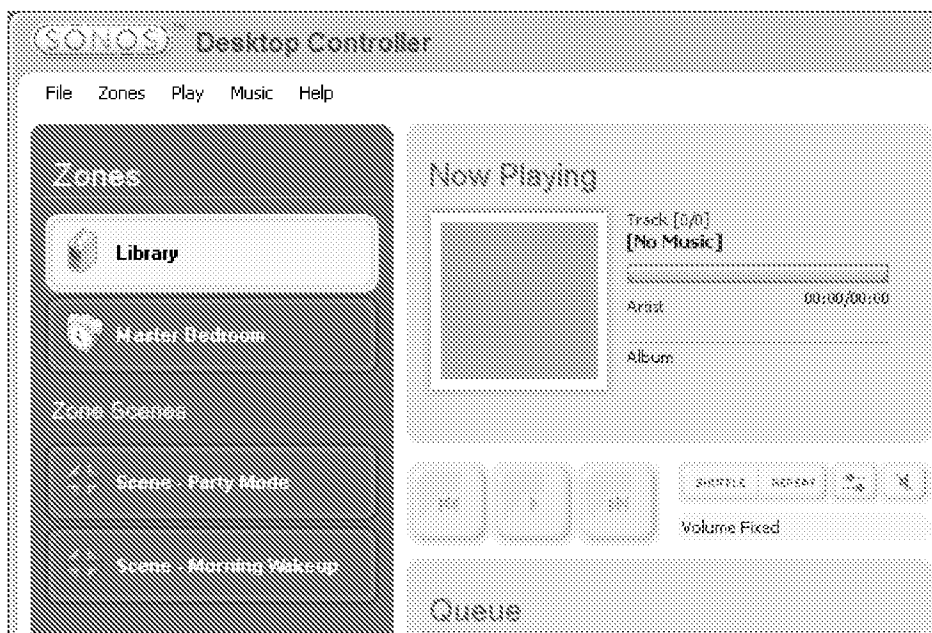 SONOS™ Desktop Controller
File Zones Play Music Help
Zones
Library
Master Bedroom
Zone Scenes
Scene - Party Mode
Scene - Morning Wakeup
Now Playing
Track [0/0]
[No Music]
00:00/00:00
Artist
Album
SHUFFLE REPEAT
Volume Fixed
Queue